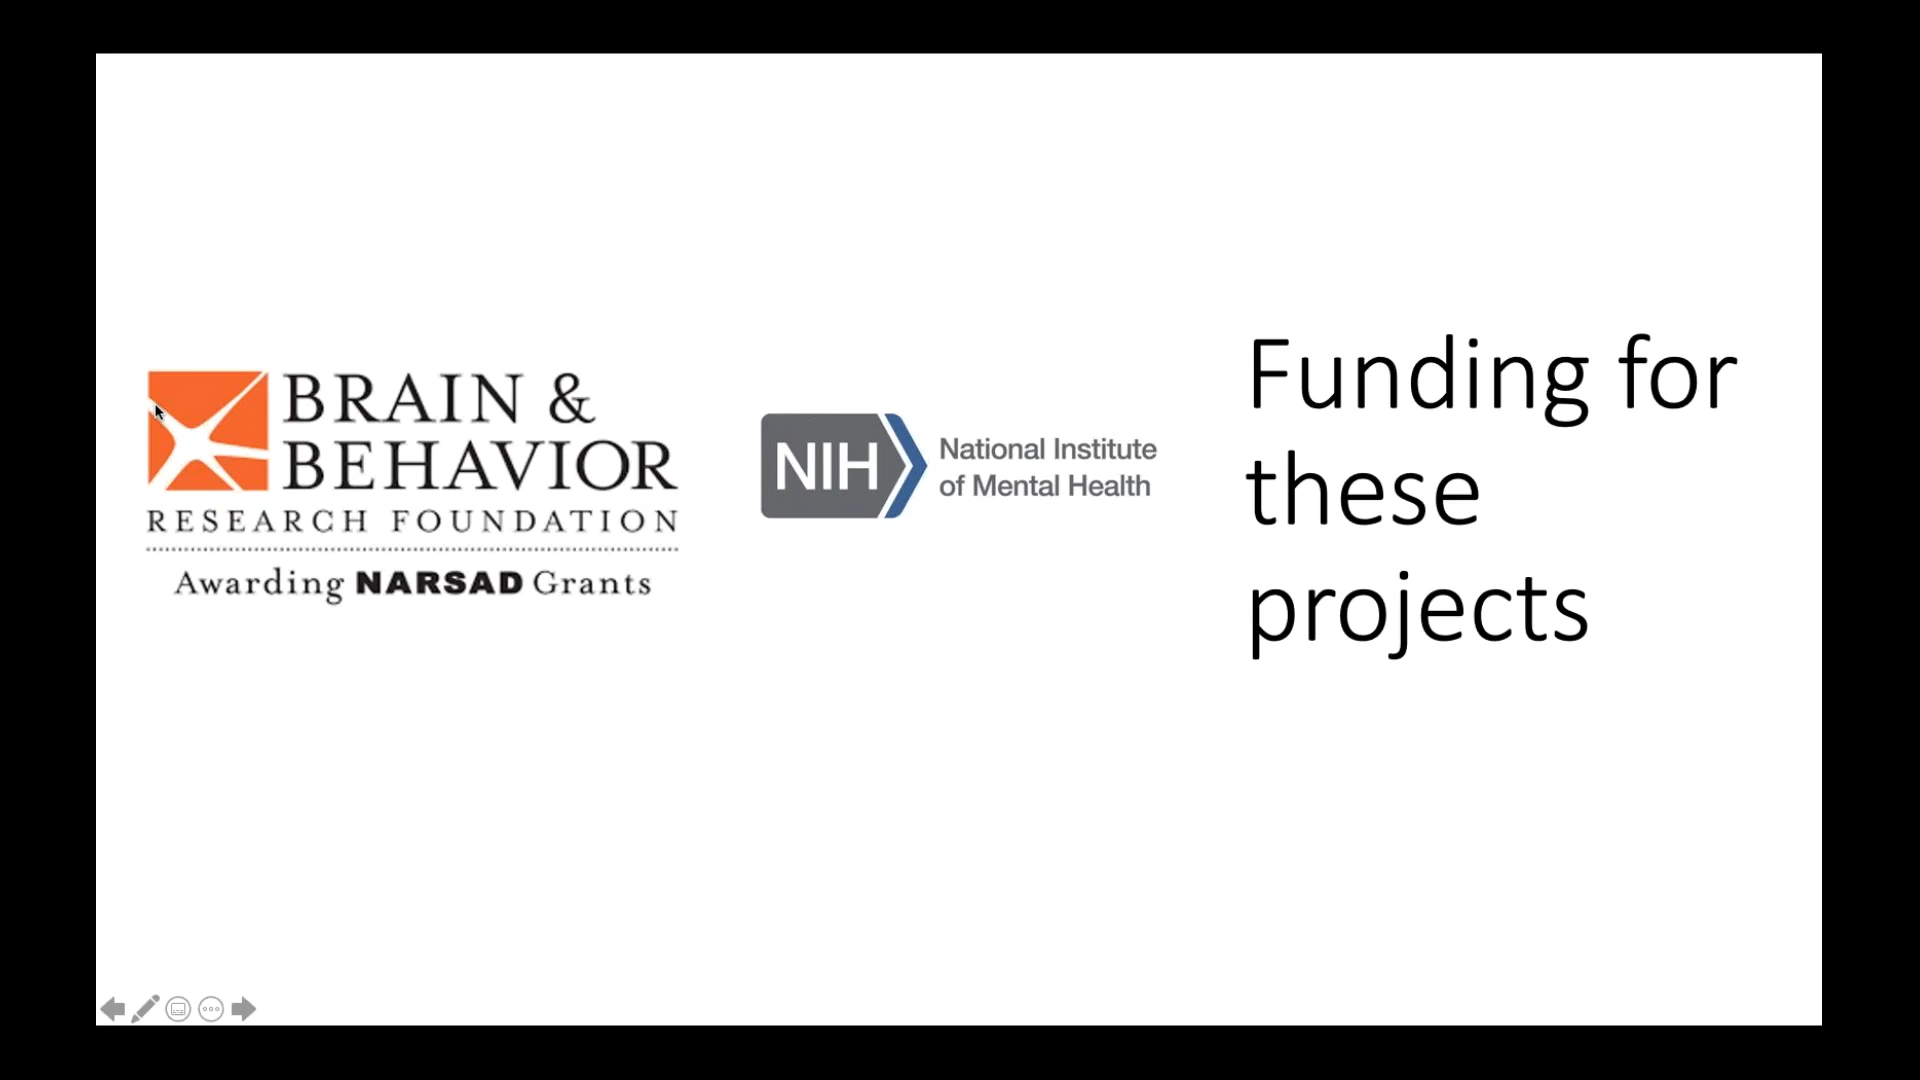 BRAIN &
BEHAVIOR
RESEARCH FOUNDATION
Awarding NARSAD Grants
NIH
National Institute
of Mental Health
Funding for
these
projects